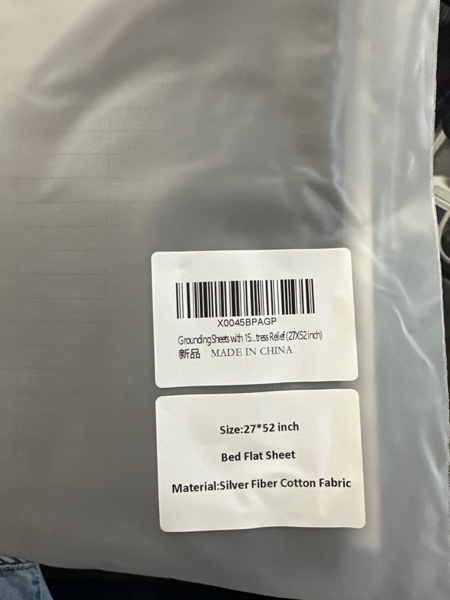 X0045BPAGP
Grounding Sheets with 15...tress Relief (27X52 inch)
新品 MADE IN CHINA
Size:27*52 inch
Bed Flat Sheet
Material:Silver Fiber Cotton Fabric